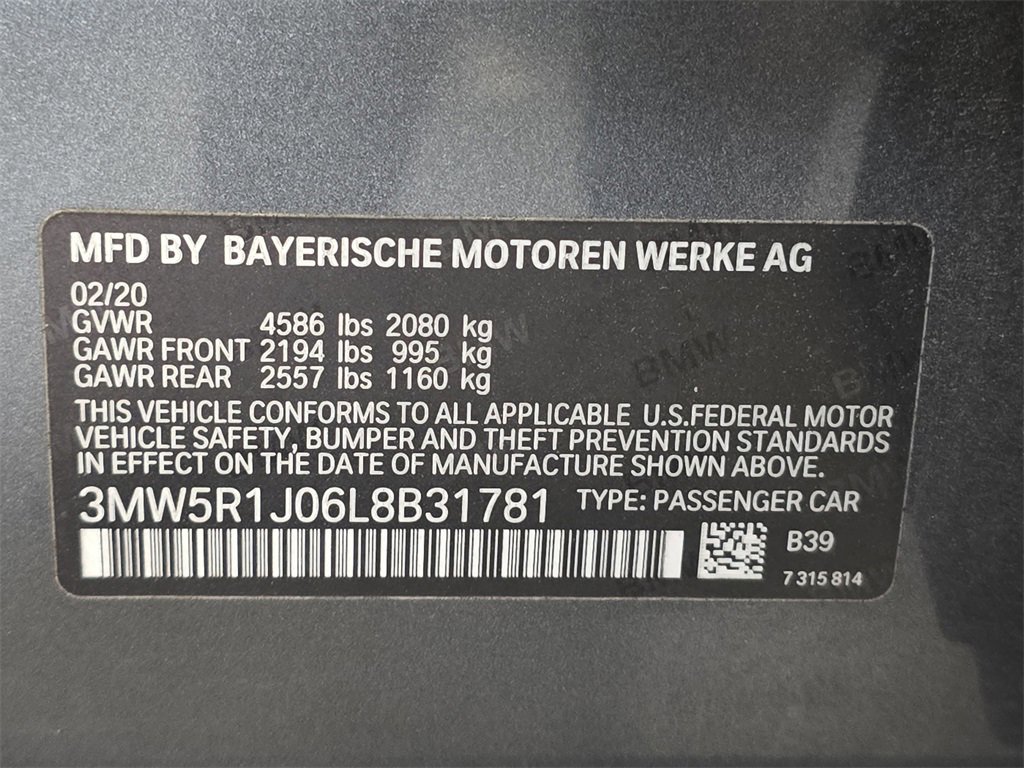 MFD BY BAYERISCHE MOTOREN WERKE AG
02/20
GVWR 4586 lbs 2080 kg
GAWR FRONT 2194 lbs 995 kg
GAWR REAR 2557 lbs 1160 kg
THIS VEHICLE CONFORMS TO ALL APPLICABLE U.S.FEDERAL MOTOR
VEHICLE SAFETY, BUMPER AND THEFT PREVENTION STANDARDS
IN EFFECT ON THE DATE OF MANUFACTURE SHOWN ABOVE.
3MW5R1J06L8B31781 TYPE: PASSENGER CAR
B39
7 315 814